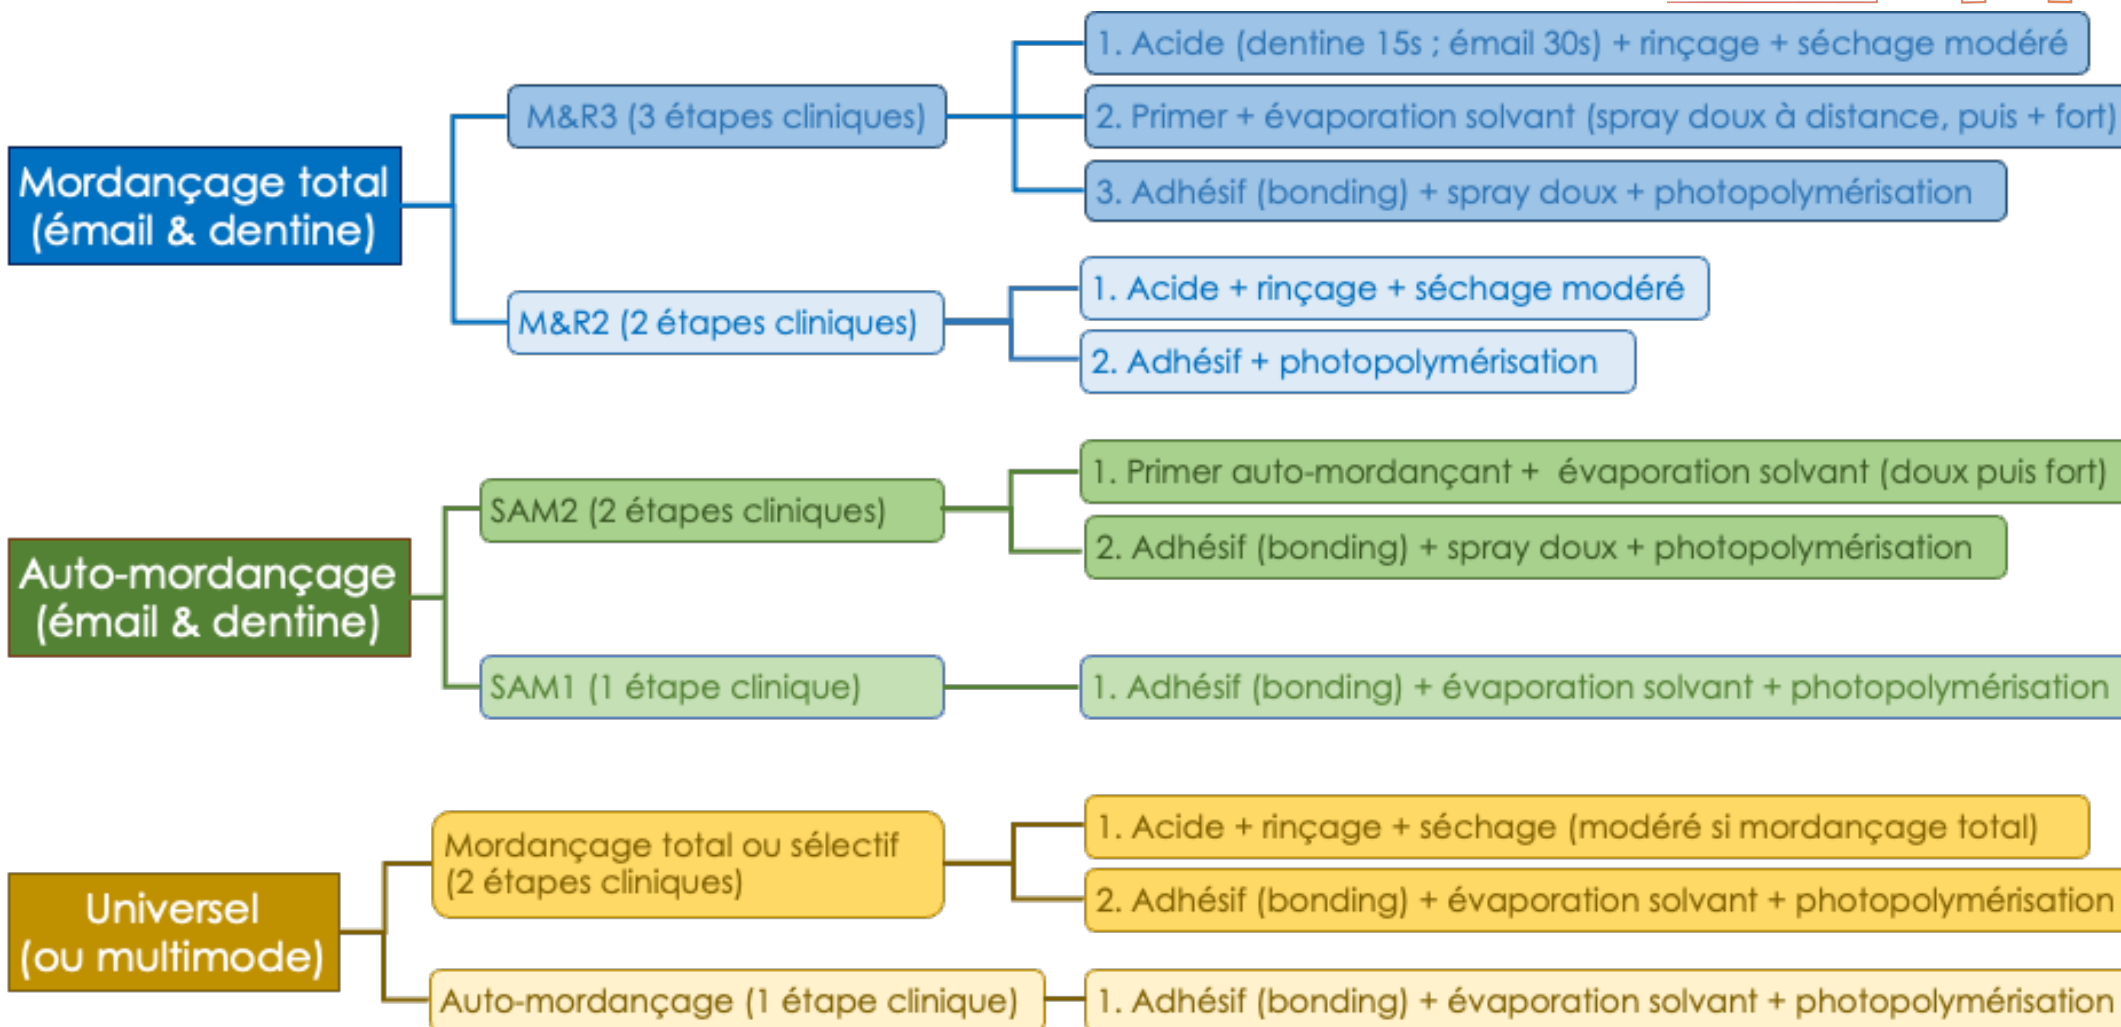 Mordançage total
(émail & dentine)
M&R3 (3 étapes cliniques)
1. Acide (dentine 15s ; émail 30s) + rinçage + séchage modéré
2. Primer + évaporation solvant (spray doux à distance, puis + fort)
3. Adhésif (bonding) + spray doux + photopolymérisation
M&R2 (2 étapes cliniques)
1. Acide + rinçage + séchage modéré
2. Adhésif + photopolymérisation
Auto-mordançage
(émail & dentine)
SAM2 (2 étapes cliniques)
1. Primer auto-mordançant + évaporation solvant (doux puis fort)
2. Adhésif (bonding) + spray doux + photopolymérisation
SAM1 (1 étape clinique)
1. Adhésif (bonding) + évaporation solvant + photopolymérisation
Universel
(ou multimode)
Mordançage total ou sélectif
(2 étapes cliniques)
1. Acide + rinçage + séchage (modéré si mordançage total)
2. Adhésif (bonding) + évaporation solvant + photopolymérisation
Auto-mordançage (1 étape clinique)
1. Adhésif (bonding) + évaporation solvant + photopolymérisation